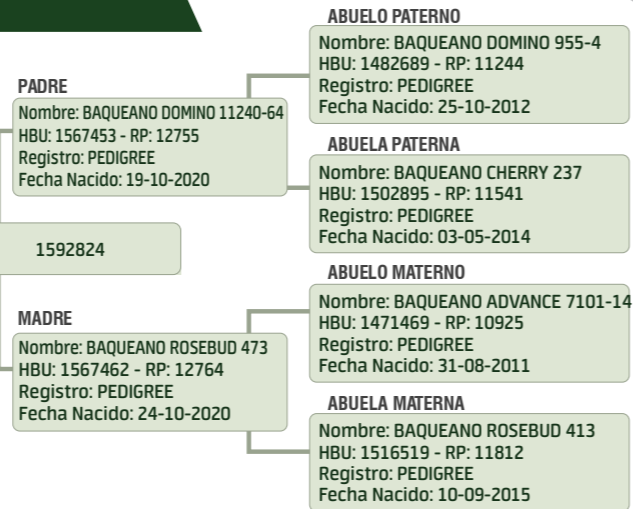 ABUELO PATERNO
Nombre: BAQUEANO DOMINO 955-4
HBU: 1482689 - RP: 11244
Registro: PEDIGREE
Fecha Nacido: 25-10-2012
PADRE
Nombre: BAQUEANO DOMINO 11240-64
HBU: 1567453 - RP: 12755
Registro: PEDIGREE
Fecha Nacido: 19-10-2020
ABUELA PATERNA
Nombre: BAQUEANO CHERRY 237
HBU: 1502895 - RP: 11541
Registro: PEDIGREE
Fecha Nacido: 03-05-2014
1592824
ABUELO MATERNO
Nombre: BAQUEANO ADVANCE 7101-14
HBU: 1471469 - RP: 10925
Registro: PEDIGREE
Fecha Nacido: 31-08-2011
MADRE
Nombre: BAQUEANO ROSEBUD 473
HBU: 1567462 - RP: 12764
Registro: PEDIGREE
Fecha Nacido: 24-10-2020
ABUELA MATERNA
Nombre: BAQUEANO ROSEBUD 413
HBU: 1516519 - RP: 11812
Registro: PEDIGREE
Fecha Nacido: 10-09-2015